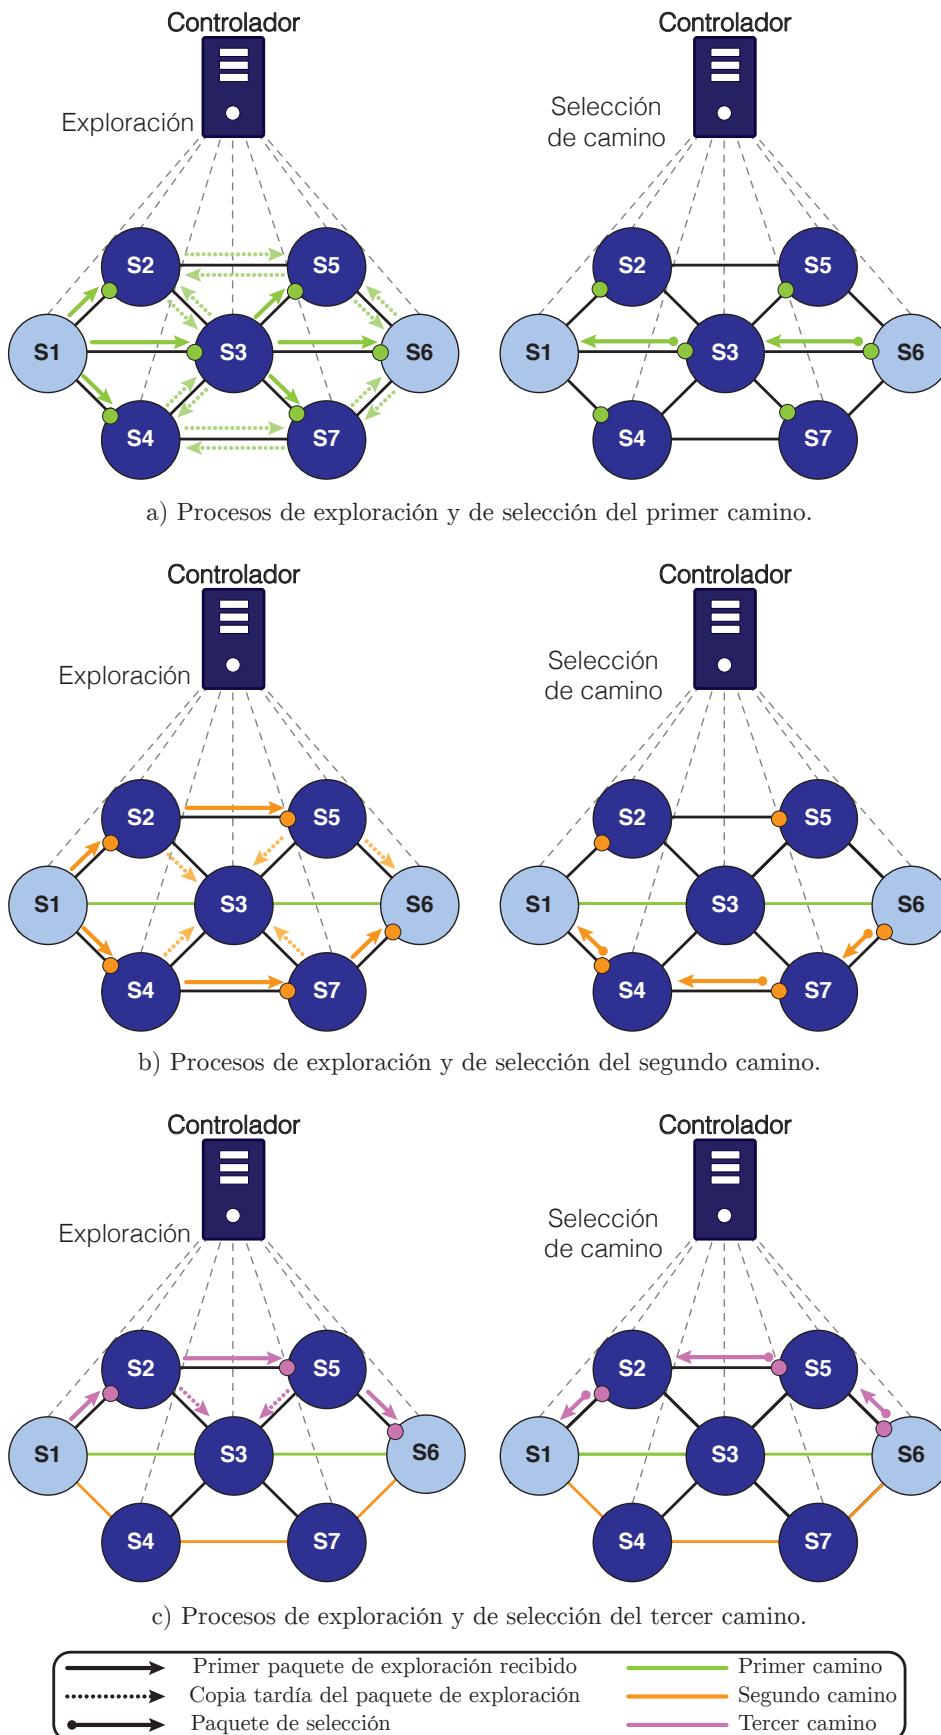 Controlador
Controlador
Exploración
Selección
de camino
S2
S5
S1
S3
S6
S4
S7
S2
S5
S1
S3
S6
S4
S7
a) Procesos de exploración y de selección del primer camino.
Controlador
Controlador
Exploración
Selección
de camino
S2
S5
S1
S3
S6
S4
S7
S2
S5
S1
S3
S6
S4
S7
b) Procesos de exploración y de selección del segundo camino.
Controlador
Controlador
Exploración
Selección
de camino
S2
S5
S1
S3
S6
S4
S7
S2
S5
S1
S3
S6
S4
S7
c) Procesos de exploración y de selección del tercer camino.
Primer paquete de exploración recibido
Copia tardía del paquete de exploración
Paquete de selección
Primer camino
Segundo camino
Tercer camino